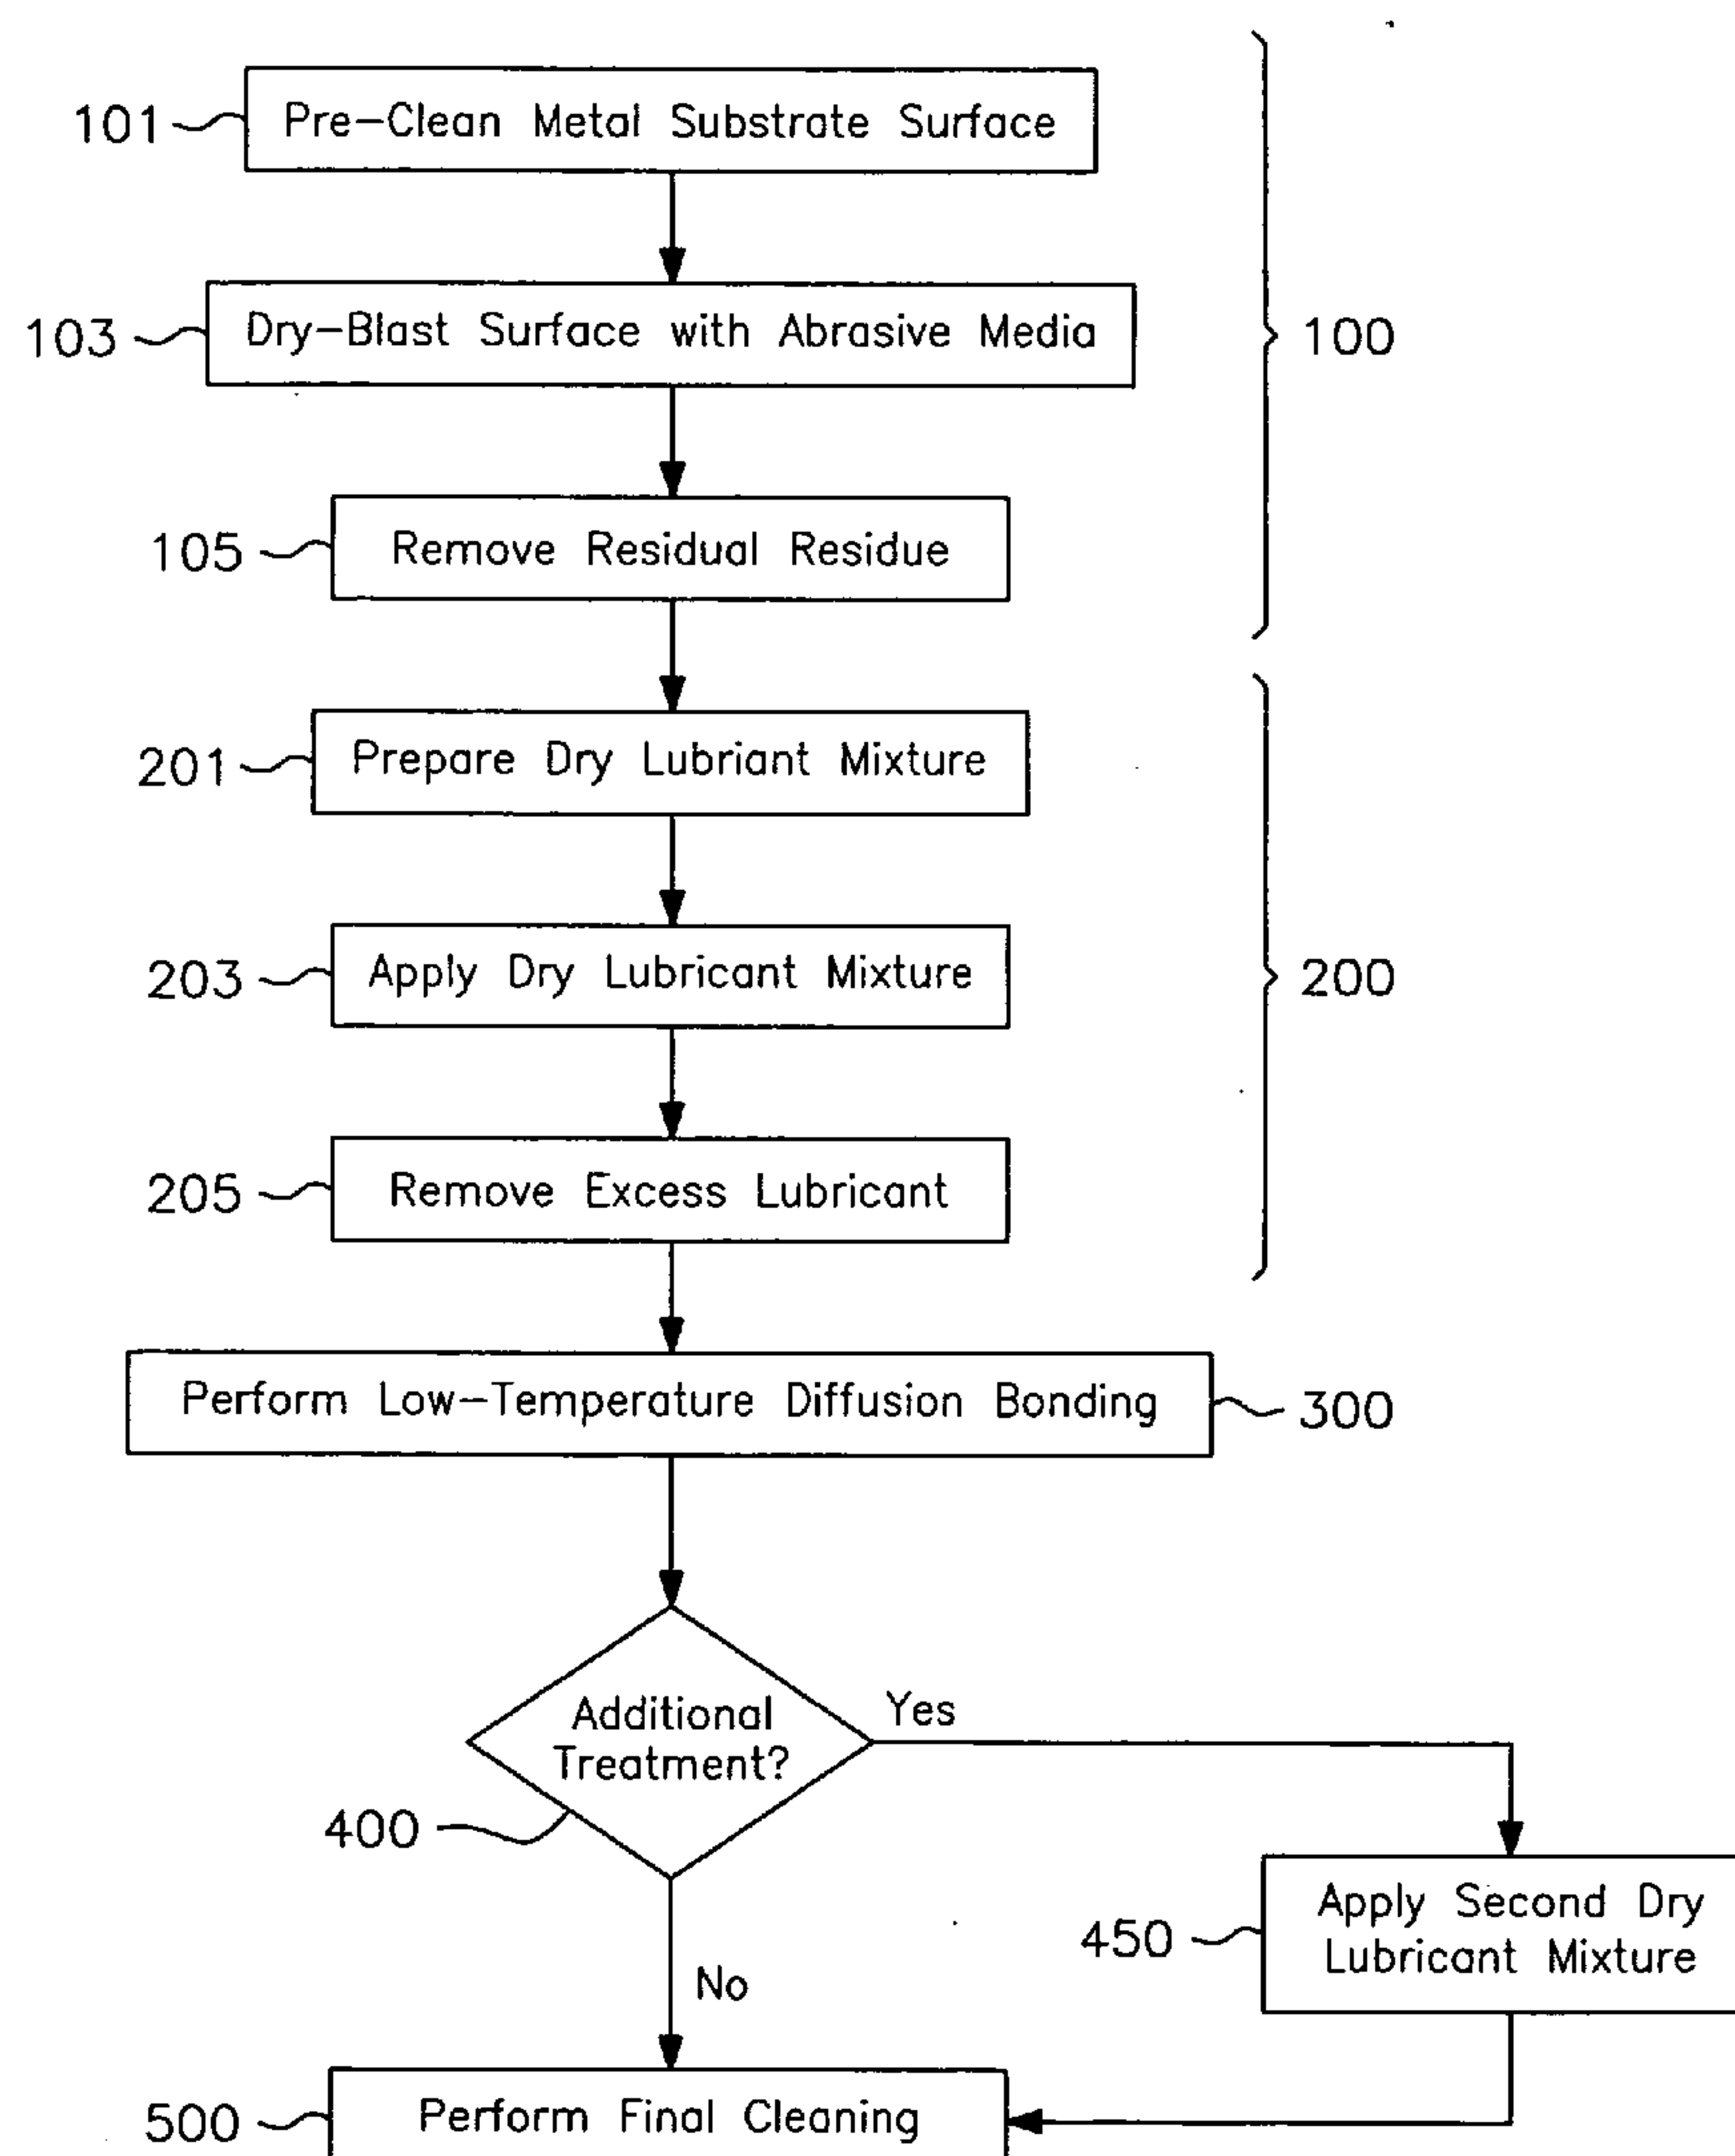 101
Pre-Clean Metal Substrate Surface
103
Dry-Blast Surface with Abrasive Media
100
105
Remove Residual Residue
201
Prepare Dry Lubriant Mixture
203
Apply Dry Lubricant Mixture
200
205
Remove Excess Lubricant
Perform Low-Temperature Diffusion Bonding
300
Additional
Treatment?
Yes
400
Apply Second Dry
Lubricant Mixture
450
No
500
Perform Final Cleaning